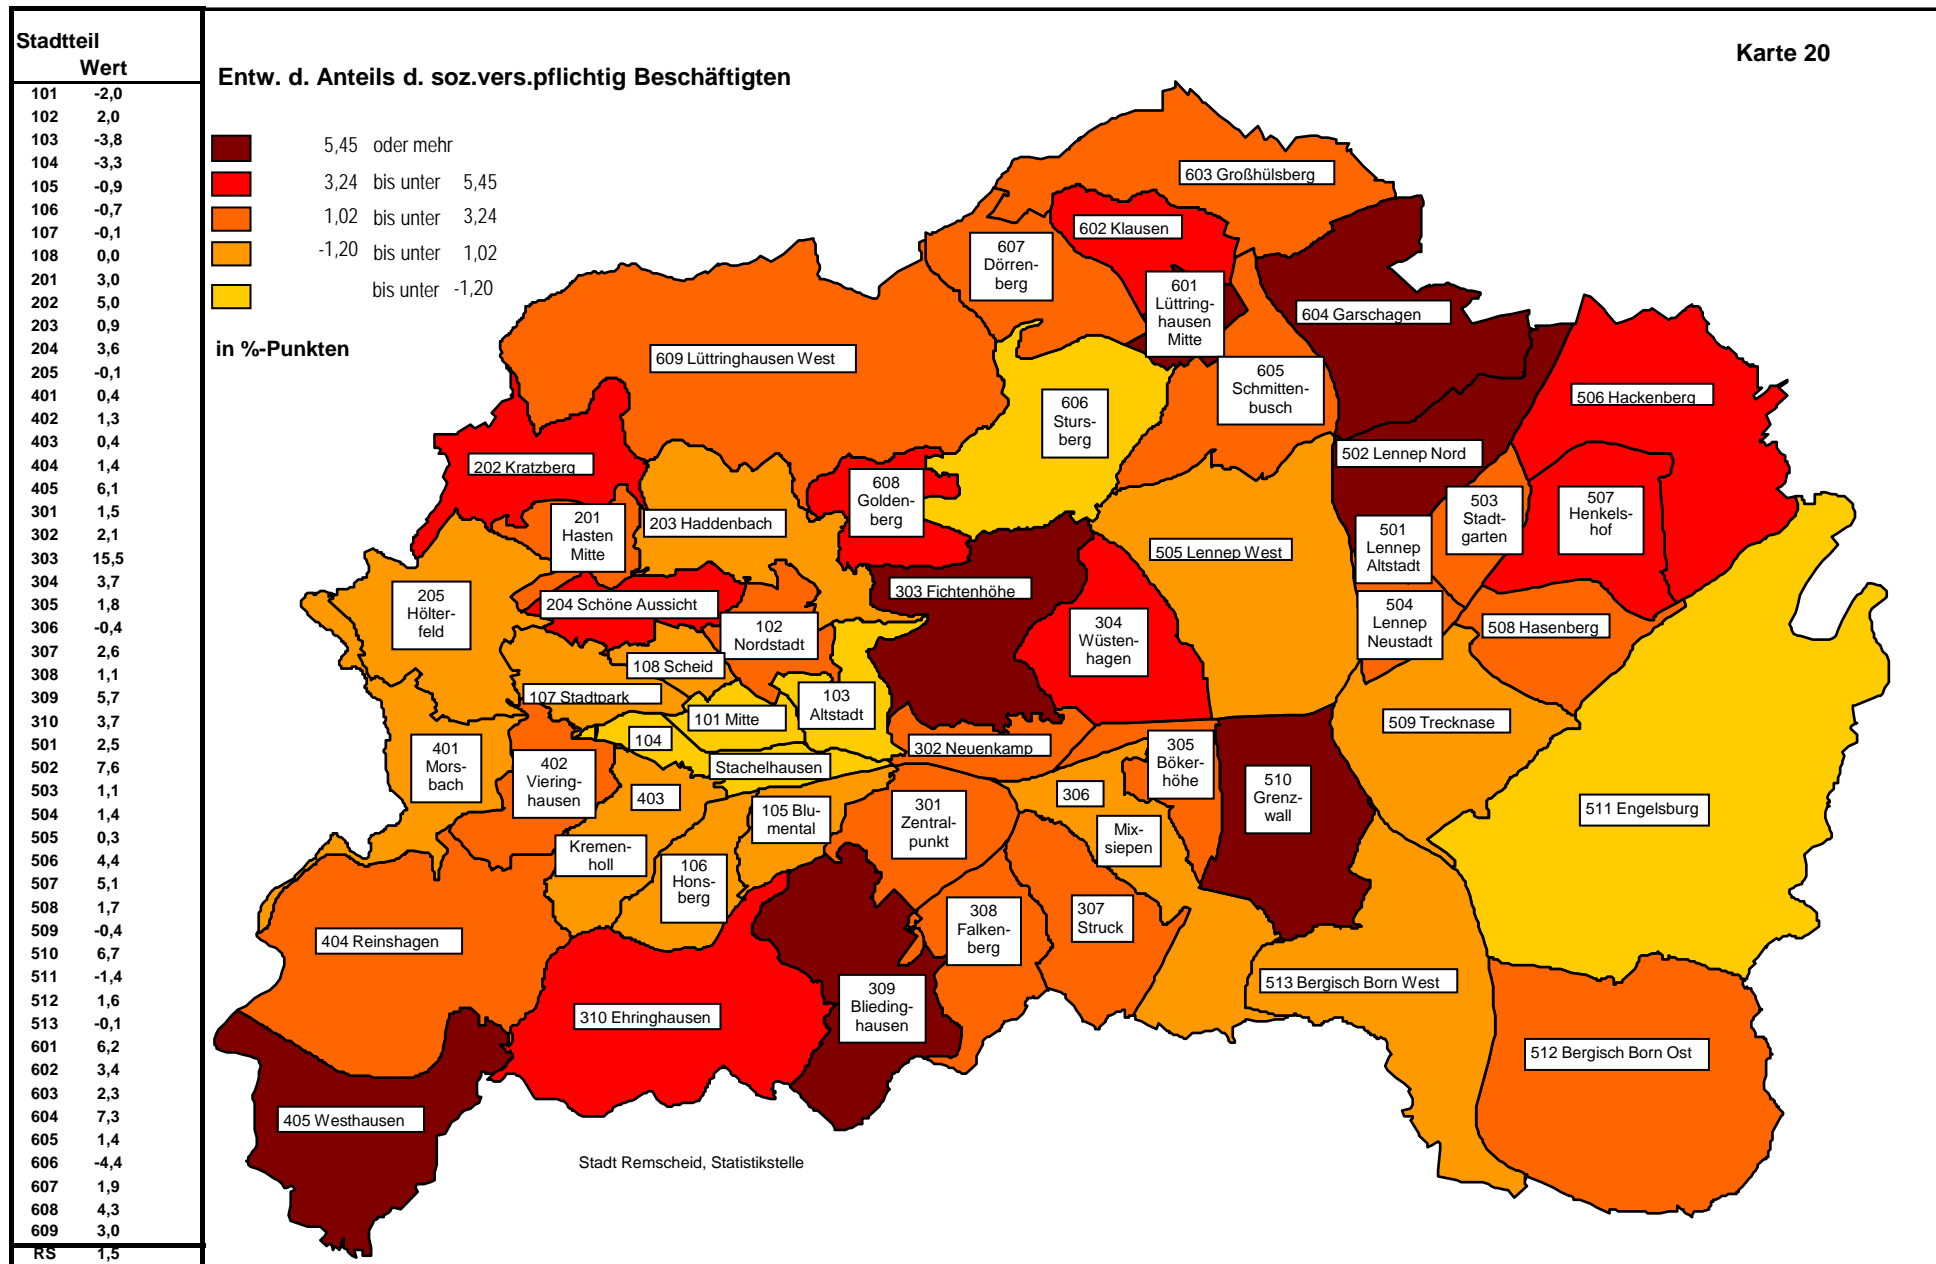 Stadtteil
Wert
101 -2,0
102 2,0
103 -3,8
104 -3,3
105 -0,9
106 -0,7
107 -0,1
108 0,0
201 3,0
202 5,0
203 0,9
204 3,6
205 -0,1
401 0,4
402 1,3
403 0,4
404 1,4
405 6,1
301 1,5
302 2,1
303 15,5
304 3,7
305 1,8
306 -0,4
307 2,6
308 1,1
309 5,7
310 3,7
501 2,5
502 7,6
503 1,1
504 1,4
505 0,3
506 4,4
507 5,1
508 1,7
509 -0,4
510 6,7
511 -1,4
512 1,6
513 -0,1
601 6,2
602 3,4
603 2,3
604 7,3
605 1,4
606 -4,4
607 1,9
608 4,3
609 3,0
RS 1,5
Karte 20
Entw. d. Anteils d. soz.vers.pflichtig Beschäftigten
5,45 oder mehr
3,24 bis unter 5,45
1,02 bis unter 3,24
-1,20 bis unter 1,02
bis unter -1,20
in %-Punkten
603 Großhülsberg
602 Klausen
607
Dörren-
berg
601
Lüttring-
hausen
Mitte
604 Garschagen
609 Lüttringhausen West
605
Schmitten-
busch
606
Sturs-
berg
506 Hackenberg
502 Lennep Nord
202 Kratzberg
608
Golden-
berg
503
Stadt-
garten
507
Henkels-
hof
201
Hasten
Mitte
203 Haddenbach
501
Lennep
Altstadt
505 Lennep West
205
Hölter-
feld
303 Fichtenhöhe
204 Schöne Aussicht
504
Lennep
Neustadt
304
Wüsten-
hagen
508 Hasenberg
102
Nordstadt
108 Scheid
107 Stadtpark
103
Altstadt
101 Mitte
509 Trecknase
104
Stachelhausen
302 Neuenkamp
401
Mors-
bach
402
Viering-
hausen
305
Böker-
höhe
510
Grenz-
wall
403
Kremen-
holl
105 Blu-
mental
301
Zentral-
punkt
306
Mix-
siepen
511 Engelsburg
106
Hons-
berg
308
Falken-
berg
307
Struck
404 Reinshagen
513 Bergisch Born West
309
Blieding-
hausen
310 Ehringhausen
512 Bergisch Born Ost
405 Westhausen
Stadt Remscheid, Statistikstelle